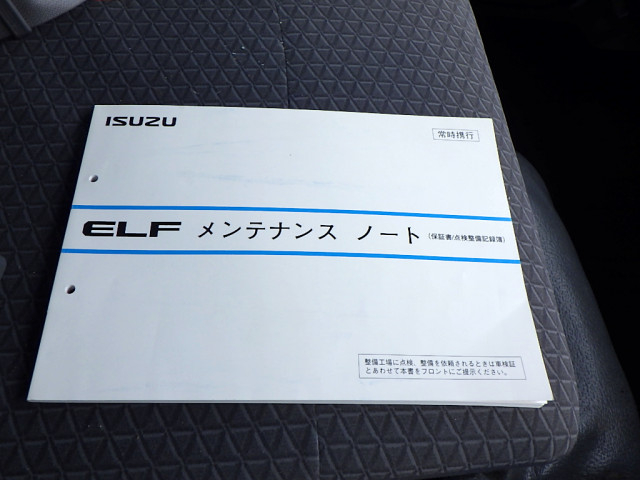 ISUZU
常時携行
ELF メンテナンス ノート (保証書/点検整備記録簿)
整備工場に点検、整備を依頼されるときは車検証
とあわせて本書をフロントにご提示ください。